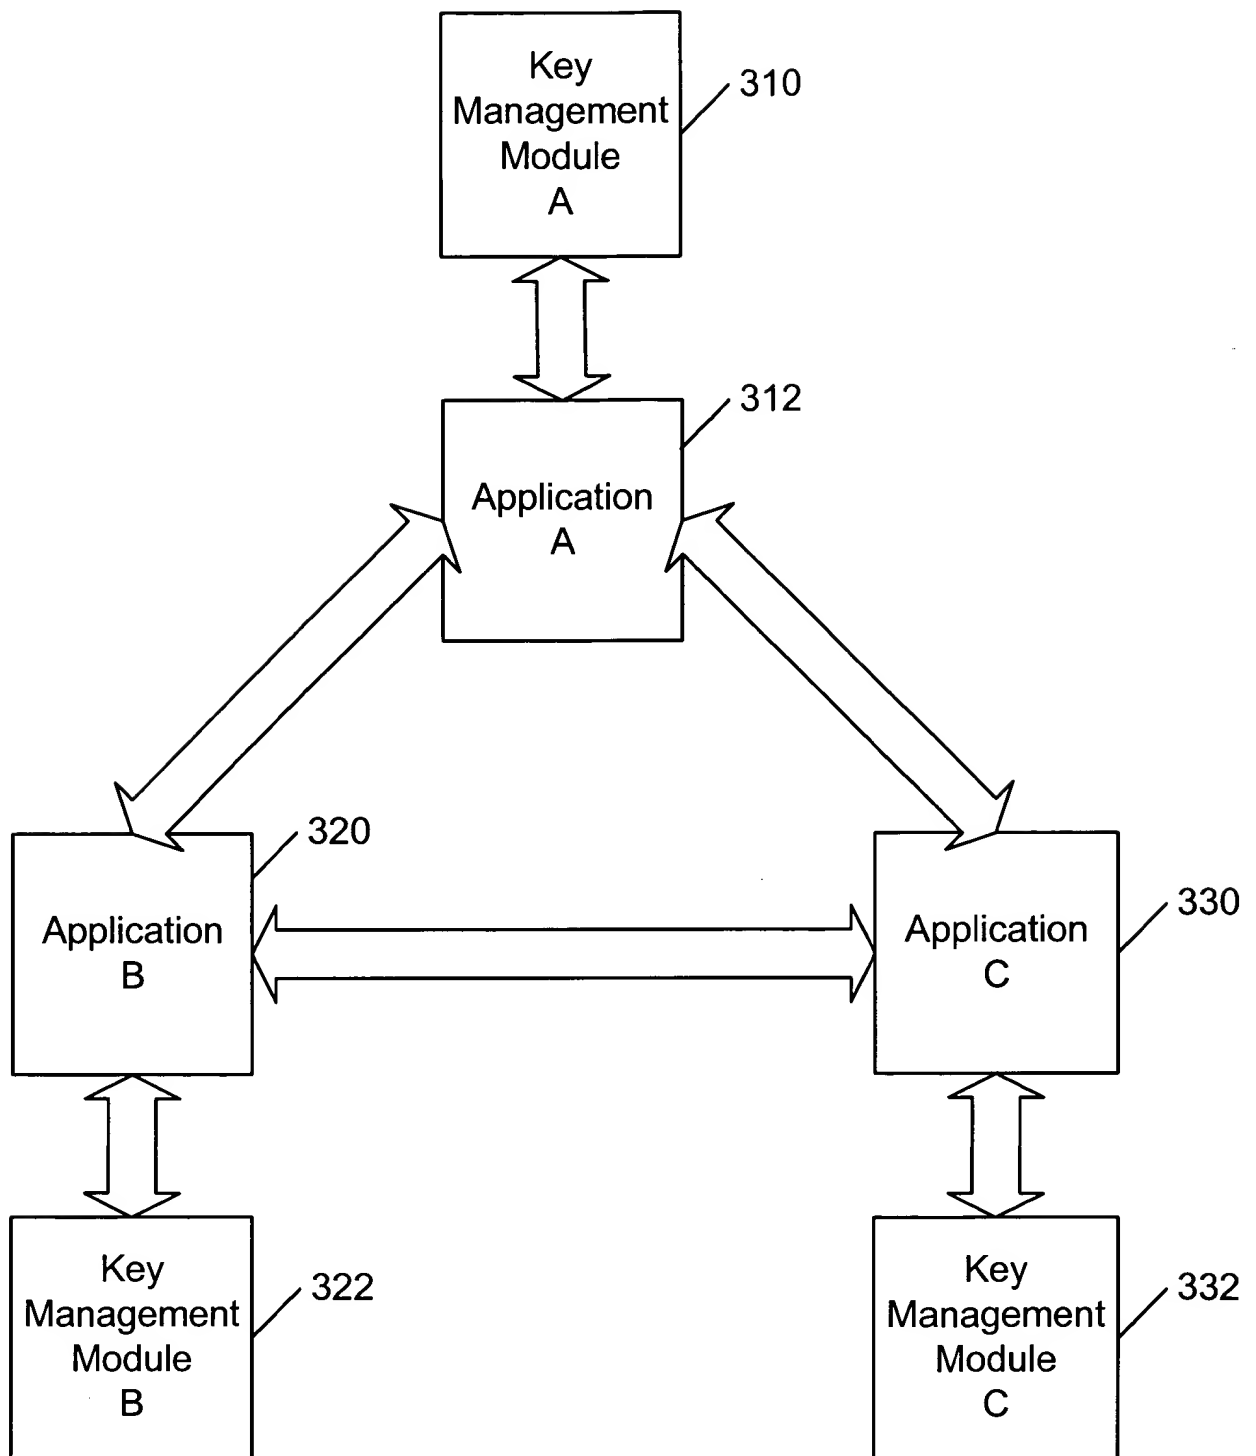 Key
Management
Module
A
310
312
Application
A
320
Application
B
330
Application
C
Key
Management
Module
B
322
Key
Management
Module
C
332